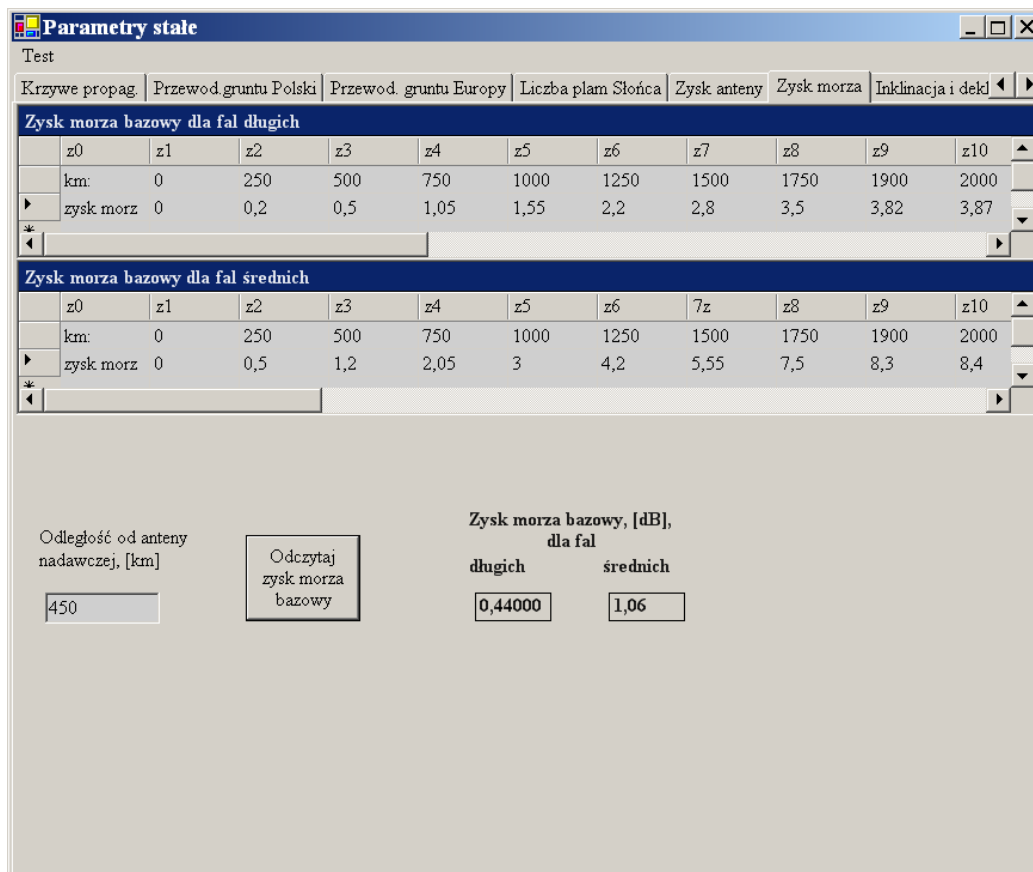 Parametry stałe
Test
Krzywe propag. Przewod.gruntu Polski Przewod. gruntu Europy Liczba plam Słońca Zysk anteny Zysk morza Inklinacja i dekl
Zysk morza bazowy dla fal długich
z0 z1 z2 z3 z4 z5 z6 z7 z8 z9 z10
km: 0 250 500 750 1000 1250 1500 1750 1900 2000
zysk morz 0 0,2 0,5 1,05 1,55 2,2 2,8 3,5 3,82 3,87
Zysk morza bazowy dla fal średnich
z0 z1 z2 z3 z4 z5 z6 7z z8 z9 z10
km: 0 250 500 750 1000 1250 1500 1750 1900 2000
zysk morz 0 0,5 1,2 2,05 3 4,2 5,55 7,5 8,3 8,4
Odległość od anteny
nadawczej, [km]
450
Odczytaj
zysk morza
bazowy
Zysk morza bazowy, [dB],
dla fal
długich średnich
0,44000 1,06